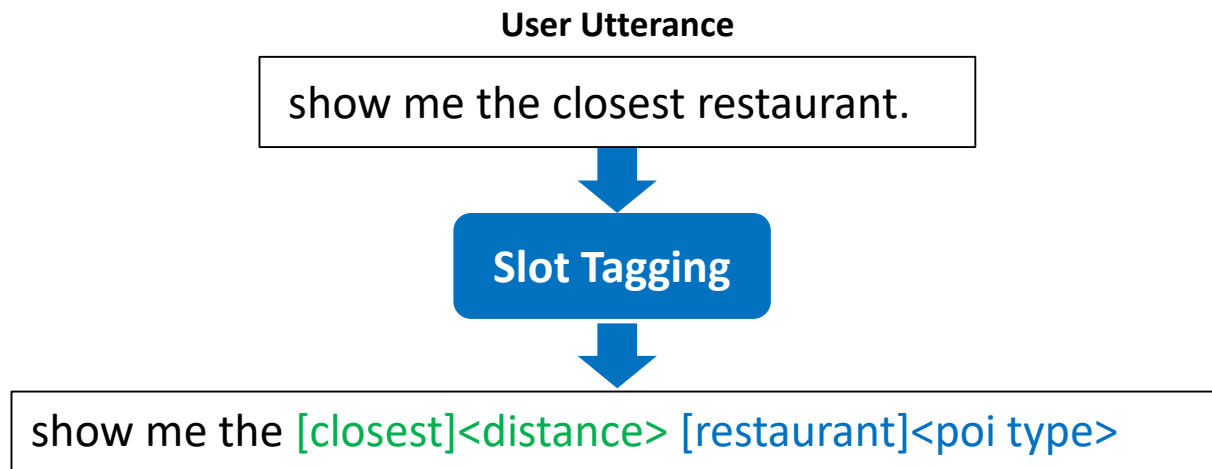 User Utterance
show me the closest restaurant.
Slot Tagging
show me the [closest]<distance> [restaurant]<poi type>